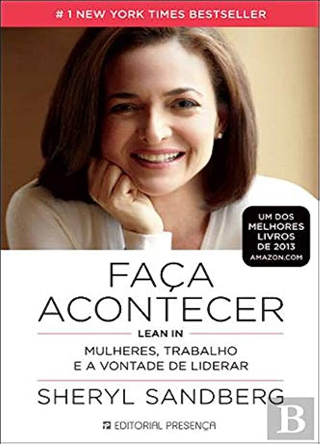 # 1 NEW YORK TIMES BESTSELLER
UM DOS
MELHORES
LIVROS
DE 2013
AMAZON.COM
FAÇA
ACONTECER
LEAN IN
MULHERES, TRABALHO
E A VONTADE DE LIDERAR
SHERYL SANDBERG
EDITORIAL PRESENÇA
B